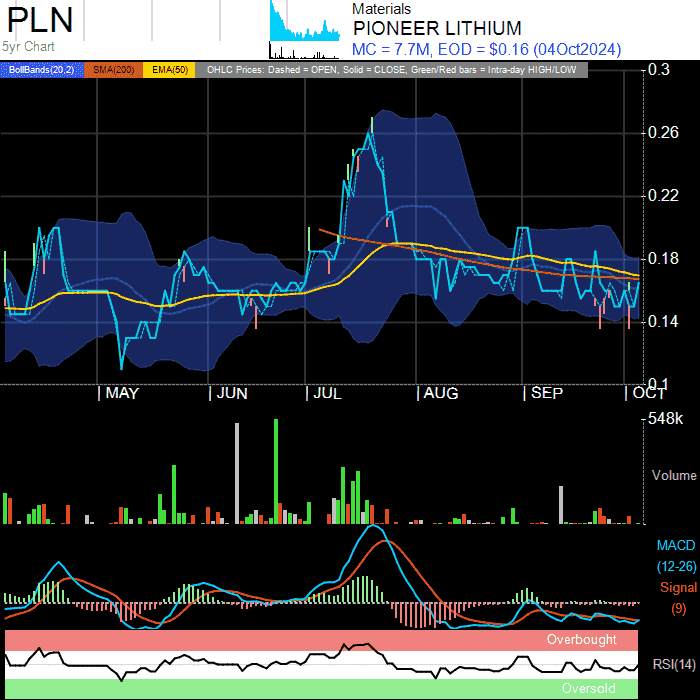 PLN
Materials
PIONEER LITHIUM
5yr Chart
MC = 7.7M, EOD = $0.16 (04Oct2024)
BollBands(20,2) SMA(200) EMA(50) OHLC Prices: Dashed = OPEN, Solid = CLOSE, Green/Red bars = Intra-day HIGH/LOW
0.3
0.26
0.22
0.18
0.14
0.1
MAY JUN JUL AUG SEP OCT
548k
Volume
MACD
(12-26)
Signal
(9)
Overbought
RSI(14)
Oversold